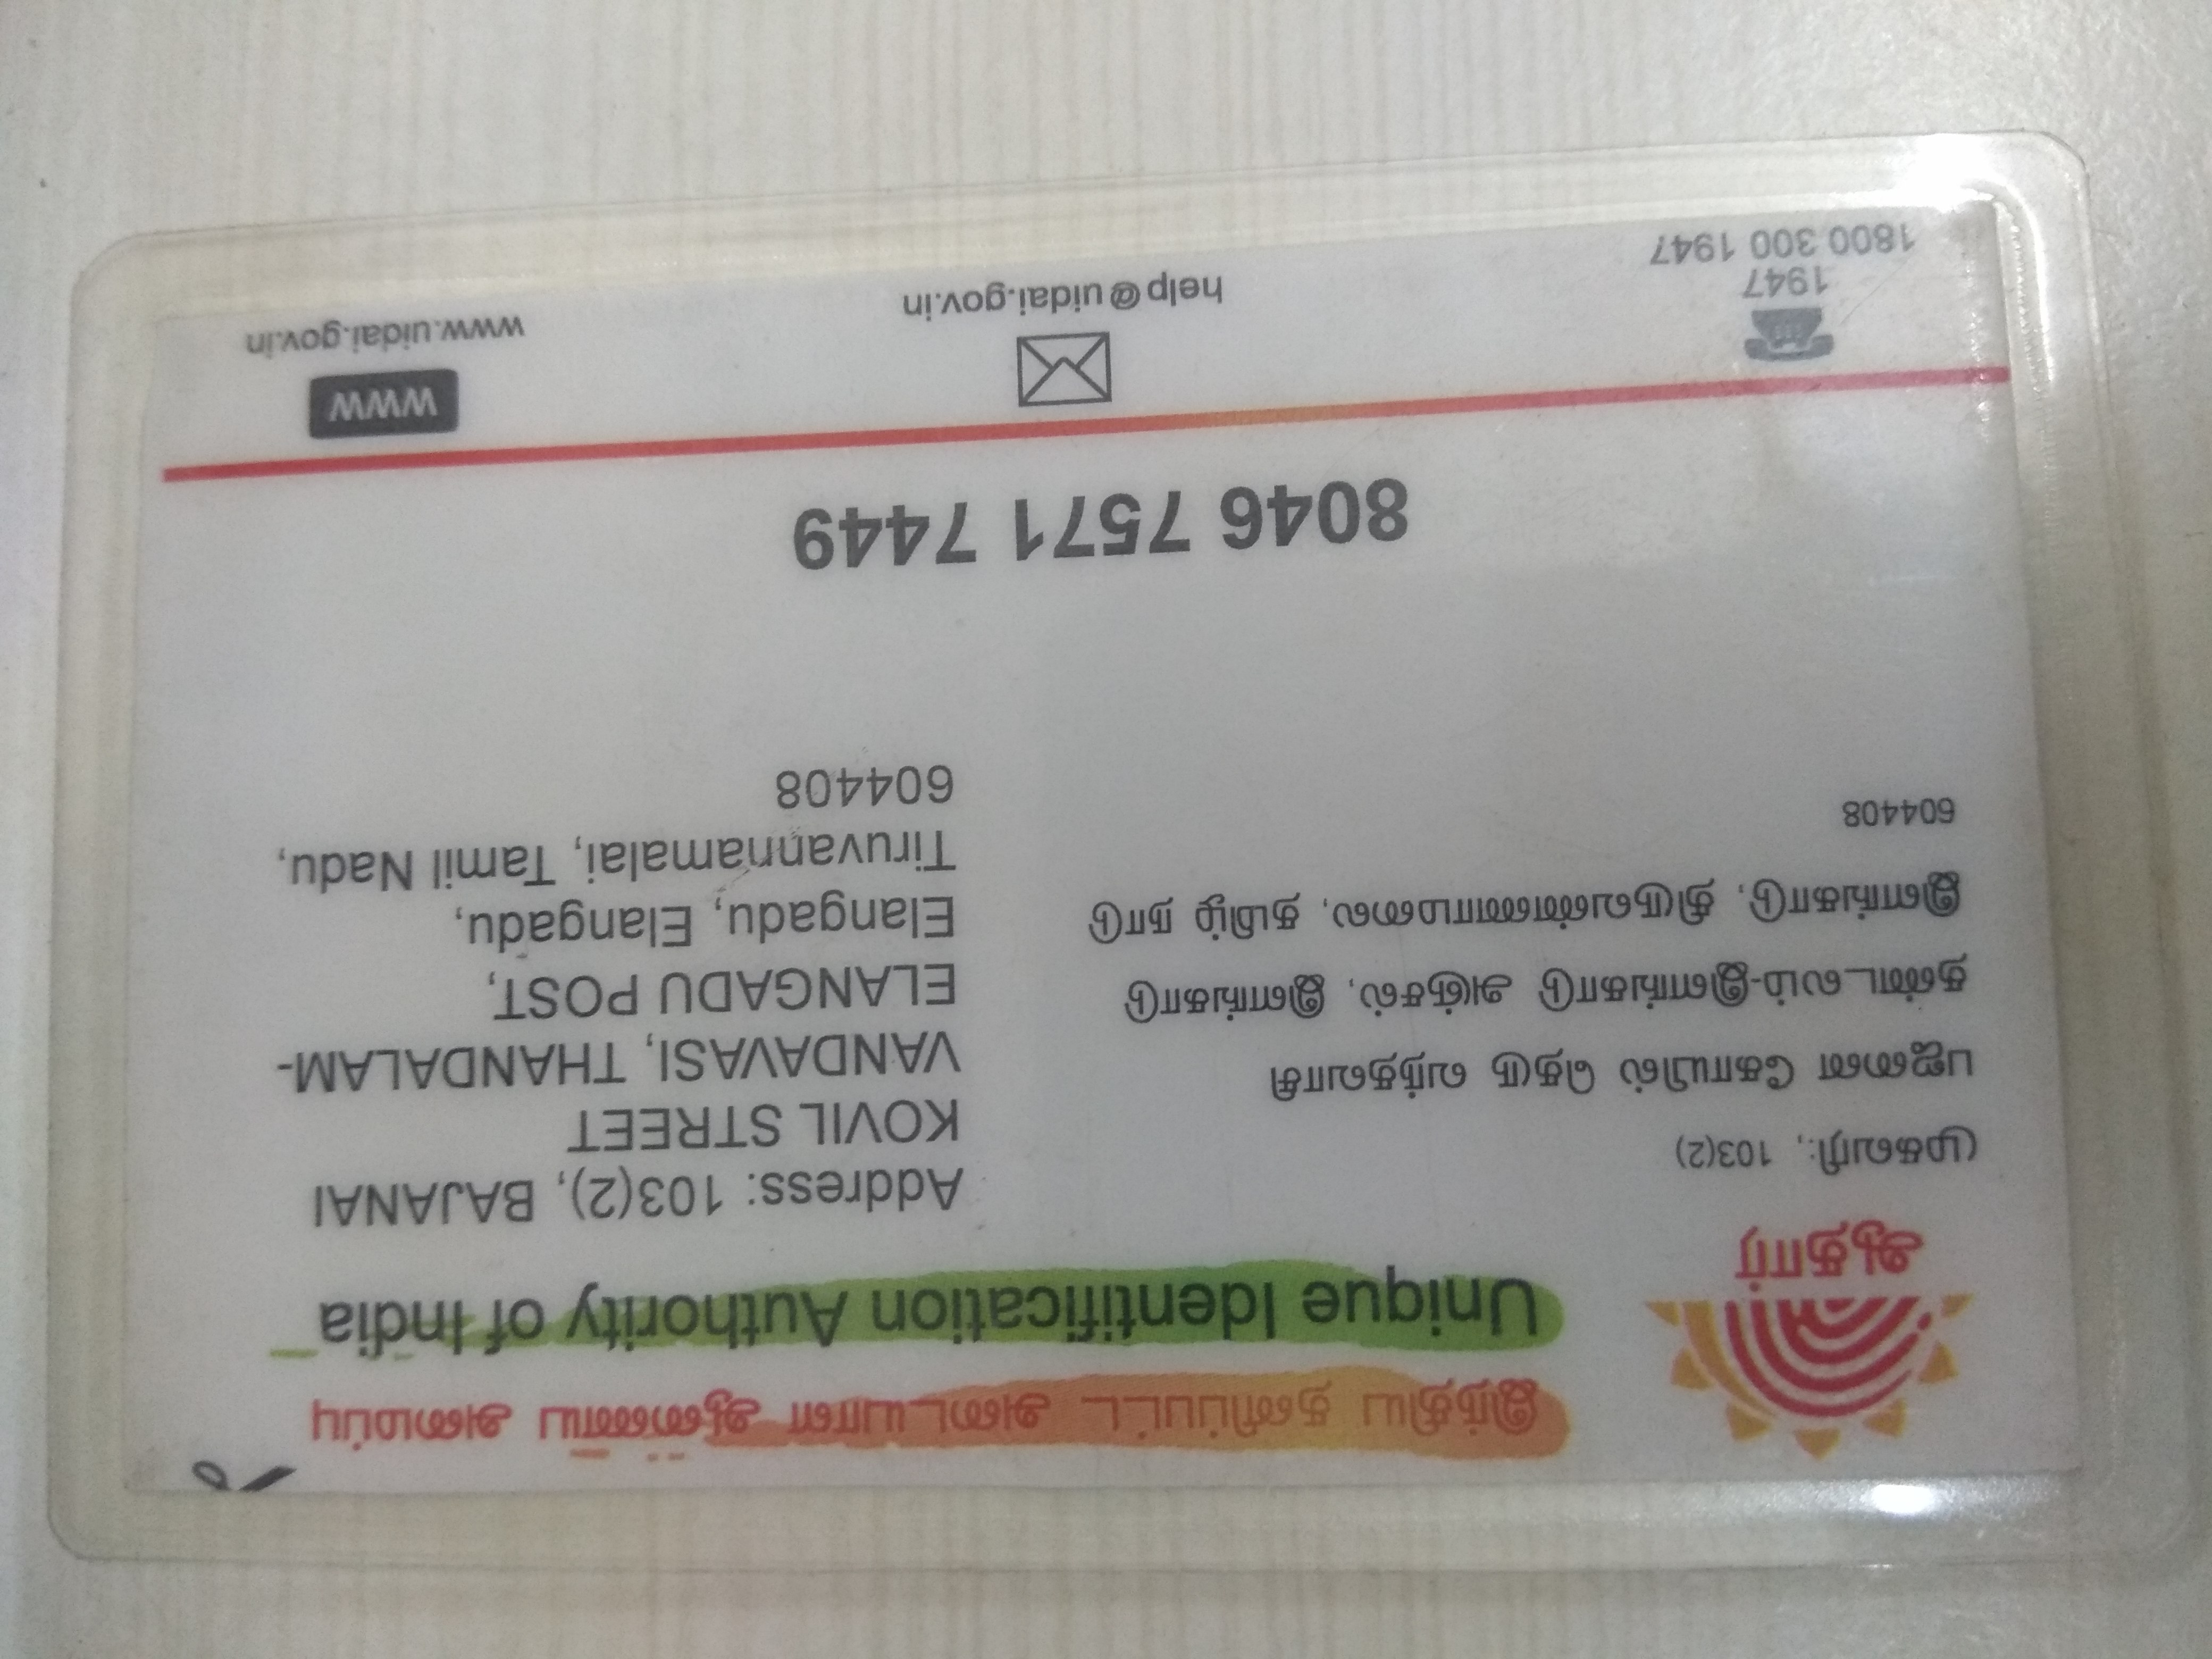 இந்திய தனிப்பட்ட அடையாள ஆணைய அமைப்பு
Unique Identification Authority of India
ஆதார்
முகவரி:, 103(2)
பஜனை கோயில் தெரு வந்தவாசி
தண்டலம்-இளங்காடு அஞ்சல், இளங்காடு
இளங்காடு, திருவண்ணாமலை, தமிழ் நாடு
604408
Address: 103(2), BAJANAI
KOVIL STREET
VANDAVASI, THANDALAM-
ELANGADU POST,
Elangadu, Elangadu,
Tiruvannamalai, Tamil Nadu,
604408
8046 7571 7449
1947
1800 300 1947
help@uidai.gov.in
WWW
www.uidai.gov.in